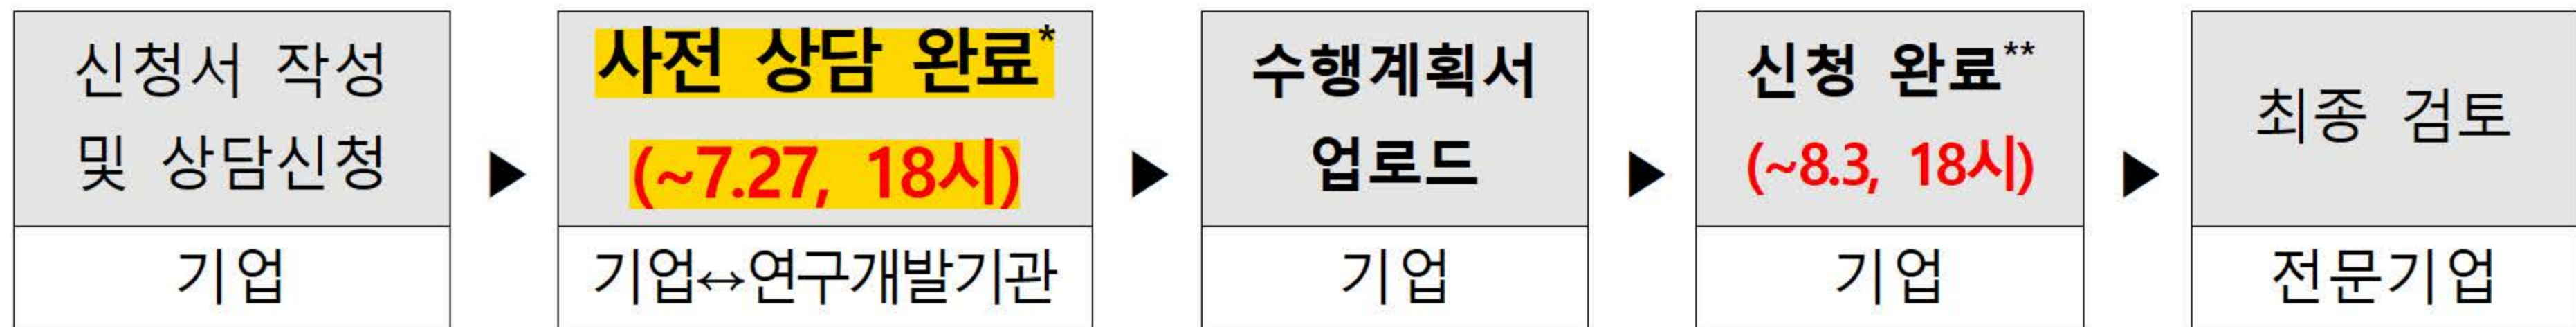 신청서 작성
및 상담신청
기업
▶
사전 상담 완료*
(~7.27, 18시)
기업↔연구개발기관
▶
수행계획서
업로드
기업
▶
신청 완료**
(~8.3, 18시)
기업
▶
최종 검토
전문기업